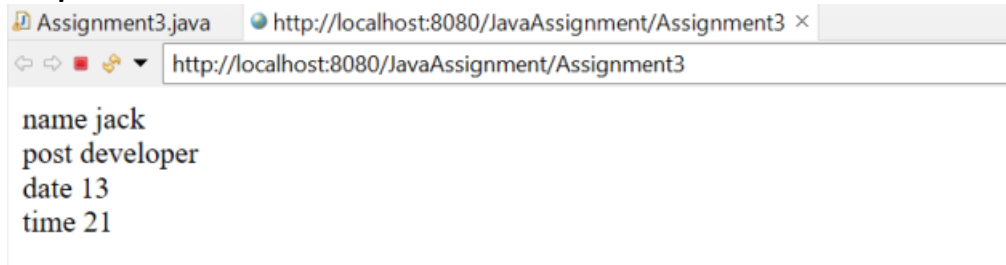 Assignment3.java http://localhost:8080/JavaAssignment/Assignment3 ×
http://localhost:8080/JavaAssignment/Assignment3
name jack
post developer
date 13
time 21